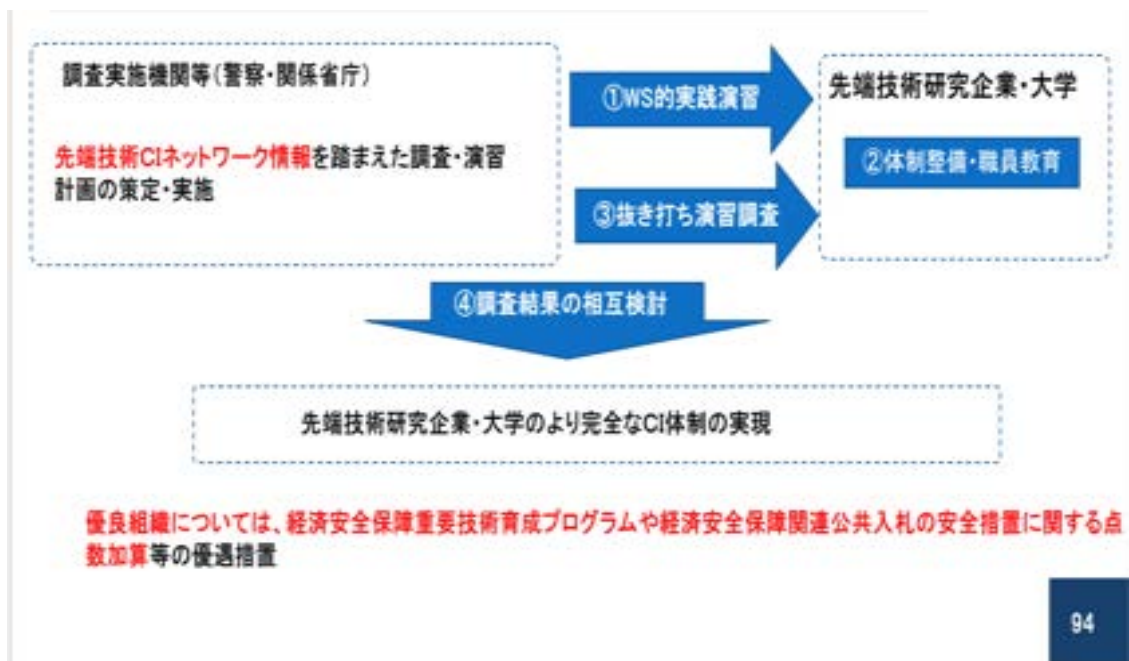 調査実施機関等(警察・関係省庁)
先端技術CIネットワーク情報を踏まえた調査・演習
計画の策定・実施
①WS的実践演習
③抜き打ち演習調査
先端技術研究企業・大学
②体制整備・職員教育
④調査結果の相互検討
先端技術研究企業・大学のより完全なCI体制の実現
優良組織については、経済安全保障重要技術育成プログラムや経済安全保障関連公共入札の安全措置に関する点
数加算等の優遇措置
94